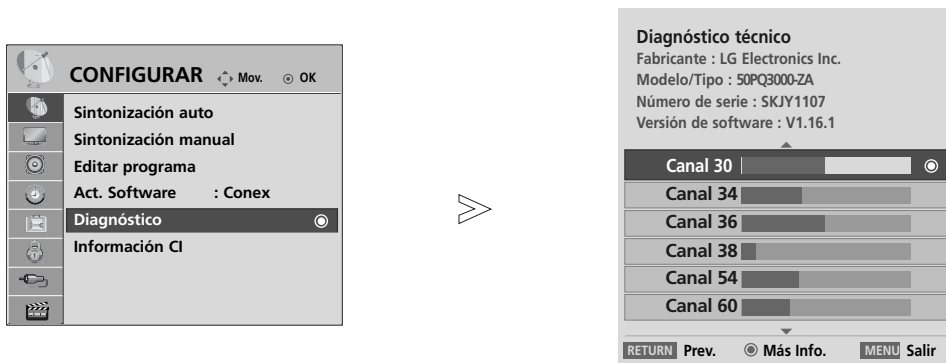 CONFIGURAR Mov. OK
Sintonización auto
Sintonización manual
Editar programa
Act. Software : Conex
Diagnóstico
Información CI
Diagnóstico técnico
Fabricante : LG Electronics Inc.
Modelo/Tipo : 50PQ3000-ZA
Número de serie : SKJY1107
Versión de software : V1.16.1
Canal 30
Canal 34
Canal 36
Canal 38
Canal 54
Canal 60
RETURN Prev. Más Info. MENU Salir